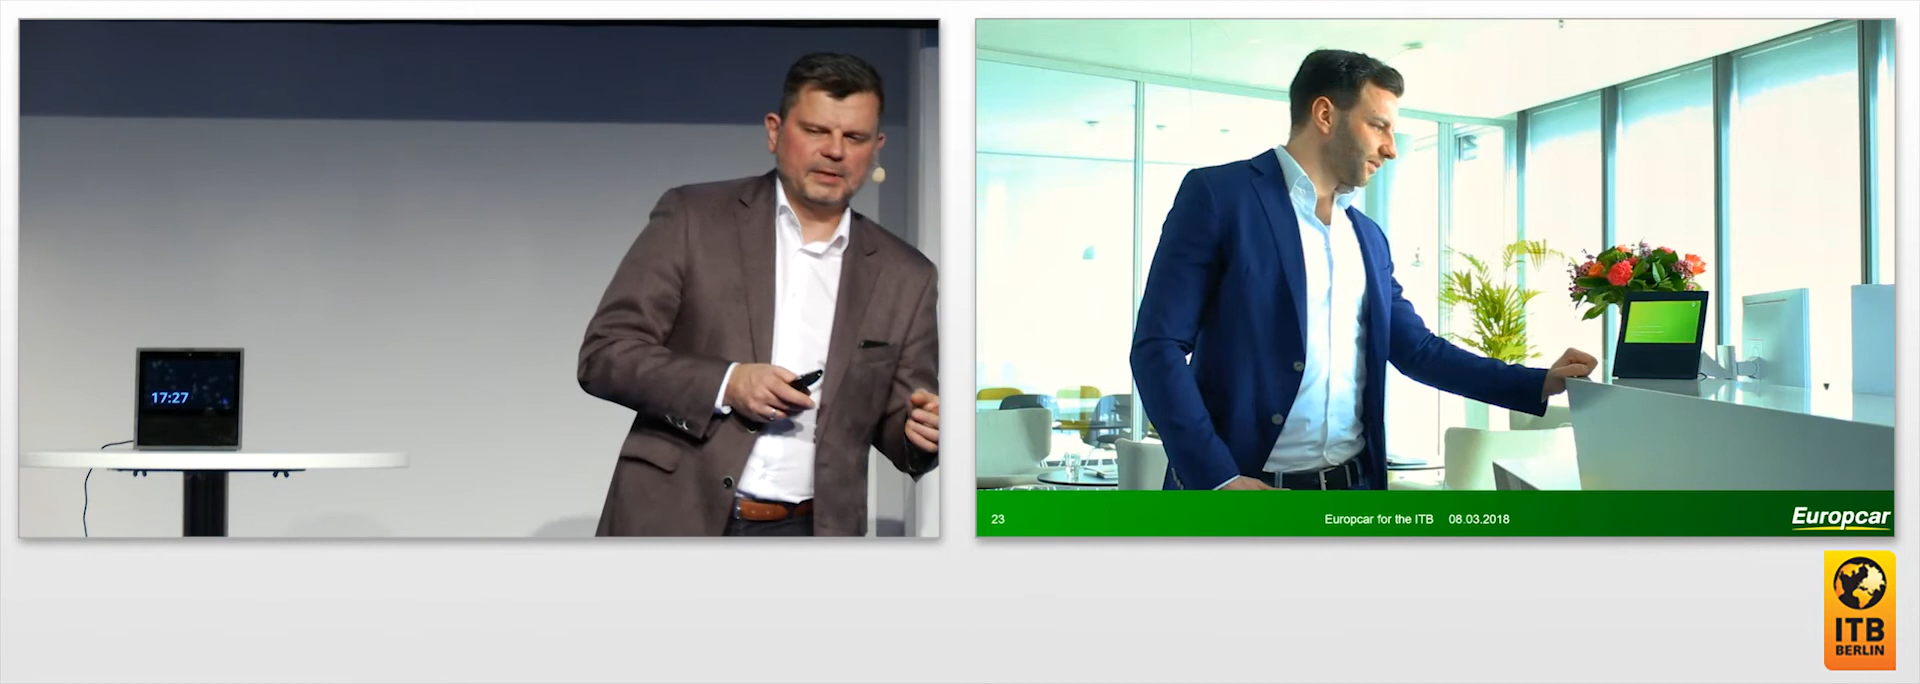 17:27
23
Europcar for the ITB 08.03.2018
Europcar
ITB
BERLIN